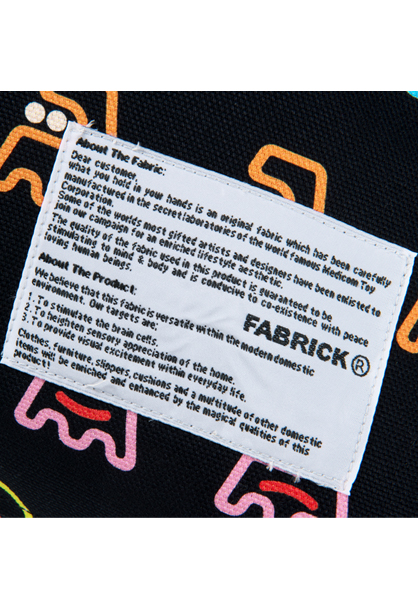 About The Fabric:
Dear customer,
what you hold in your hands is an original fabric which has been carefully
manufactured in the secret laboratories of the world famous Medicom Toy
Corporation.
Some of the worlds most gifted artists and designers have been enlisted to
join our campaign for an enriched lifestyle aesthetic.
The quality of the fabric used in this product is guaranteed to be
stimulating to mind & body and is conducive to co-existence with peace
loving human beings.
About The Product:
We believe that this fabric is versatile within the modern domestic
environment. Our targets are:
1. To stimulate the brain cells.
2. To heighten sensory appreciation of the home.
3. To provide visual excitement within everyday life.
Clothes, furniture, slippers, cushions and a multitude of other domestic
items will be enriched and enhanced by the magical qualities of this
product!
FABRICK®